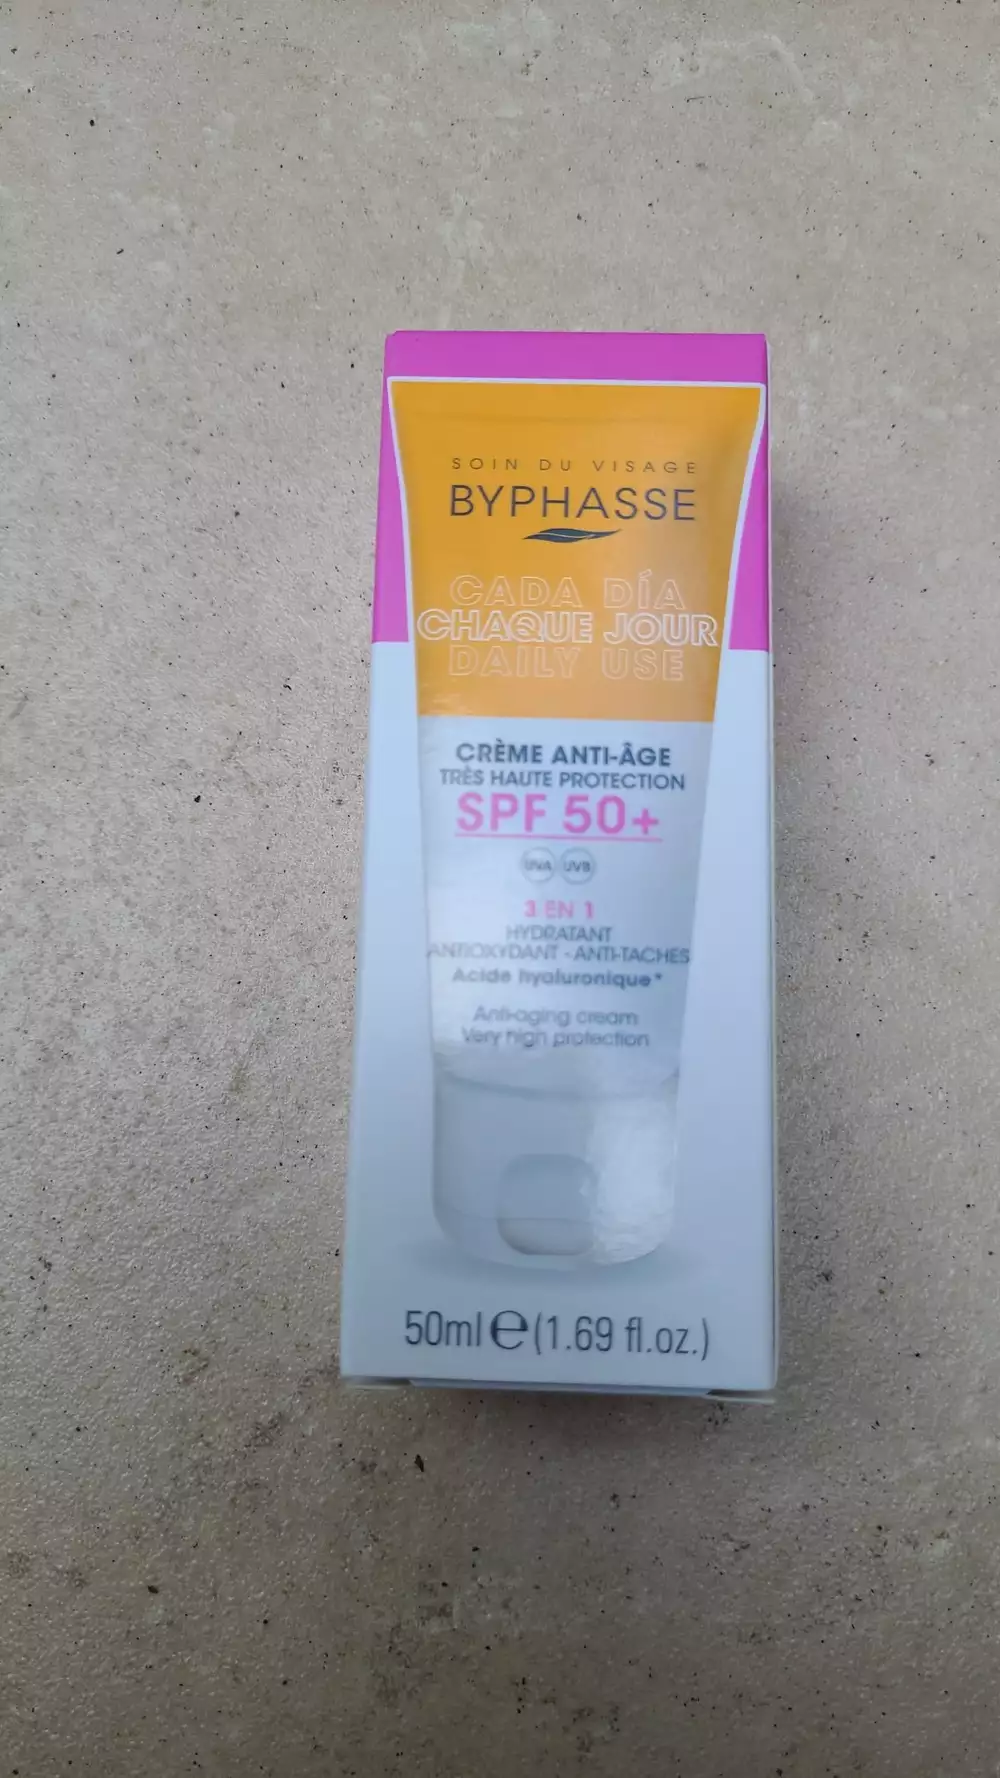 SOIN DU VISAGE
BYPHASSE
CADA DÍA
CHAQUE JOUR
DAILY USE
CRÈME ANTI-ÂGE
TRÈS HAUTE PROTECTION
SPF 50+
UVA UVB
3 EN 1
HYDRATANT
ANTIOXYDANT - ANTI-TACHES
Acide hyaluronique*
Anti-aging cream
Very high protection
50ml e (1.69 fl.oz.)